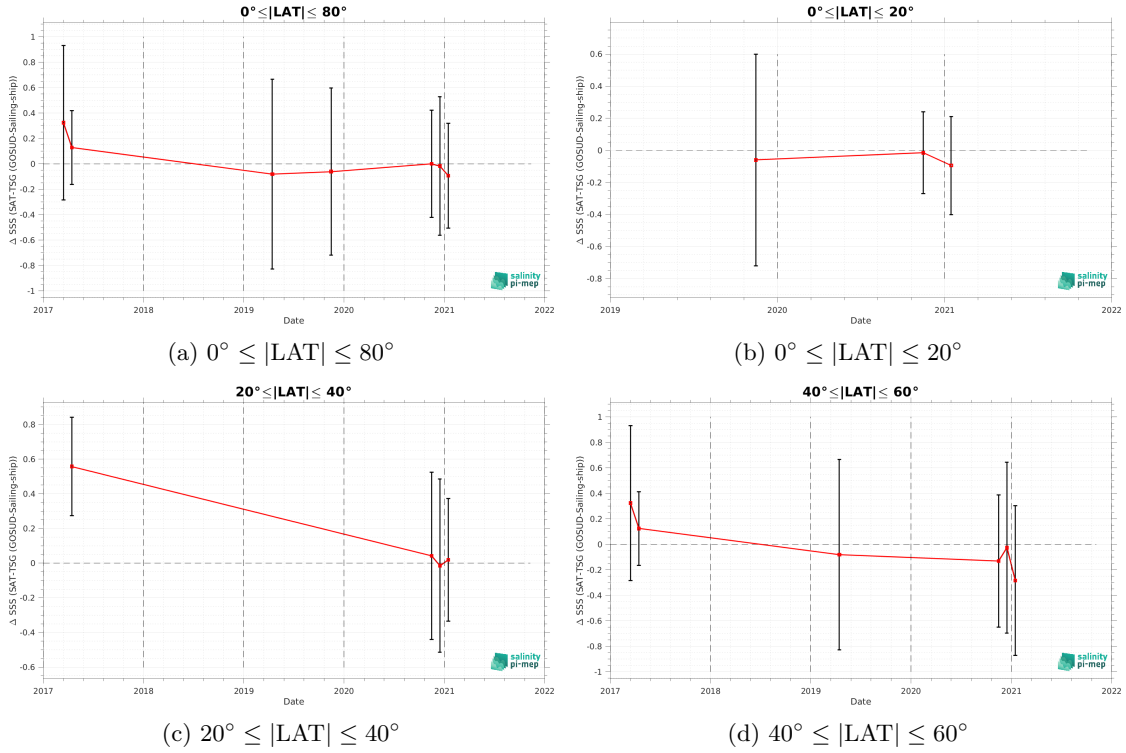 0°≤|LAT|≤ 80°
Δ SSS (SAT-TSG (GOSUD-Sailing-ship))
1
0.8
0.6
0.4
0.2
0
-0.2
-0.4
-0.6
-0.8
-1
2017 2018 2019 2020 2021 2022
Date
salinity
pi-mep
(a) 0° ≤ |LAT| ≤ 80°
0°≤|LAT|≤ 20°
Δ SSS (SAT-TSG (GOSUD-Sailing-ship))
0.6
0.4
0.2
0
-0.2
-0.4
-0.6
-0.8
2019 2020 2021 2022
Date
salinity
pi-mep
(b) 0° ≤ |LAT| ≤ 20°
20°≤|LAT|≤ 40°
Δ SSS (SAT-TSG (GOSUD-Sailing-ship))
0.8
0.6
0.4
0.2
0
-0.2
-0.4
-0.6
2017 2018 2019 2020 2021 2022
Date
salinity
pi-mep
(c) 20° ≤ |LAT| ≤ 40°
40°≤|LAT|≤ 60°
Δ SSS (SAT-TSG (GOSUD-Sailing-ship))
1
0.8
0.6
0.4
0.2
0
-0.2
-0.4
-0.6
-0.8
-1
2017 2018 2019 2020 2021 2022
Date
salinity
pi-mep
(d) 40° ≤ |LAT| ≤ 60°